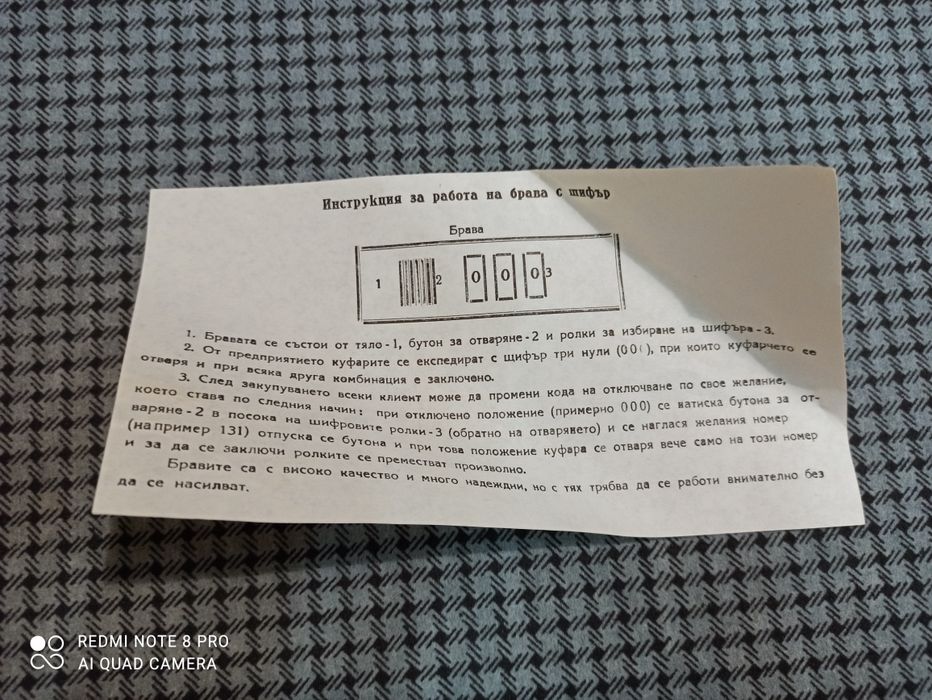 Инструкция за работа на брава с шифър
Брава
1 2 0 0 0 3
1. Бравата се състои от тяло-1, бутон за отваряне-2 и ролки за избиране на шифъра-3.
2. От предприятието куфарите се експедират с щифър три нули (00(), при които куфарчето се
отваря и при всяка друга комбинация е заключено.
3. След закупуването всеки клиент може да промени кода на отключване по свое желание,
което става по следния начин: при отключено положение (примерно 000) се натиска бутона за от-
варяне-2 в посока на шифровите ролки-3 (обратно на отварянето) и се наглася желания номер
(например 131) отпуска се бутона и при това положение куфара се отваря вече само на този номер
и за да се заключи ролките се преместват произволно.
Бравите са с високо качество и много надеждни, но с тях трябва да се работи внимателно без
да се насилват.
REDMI NOTE 8 PRO
AI QUAD CAMERA